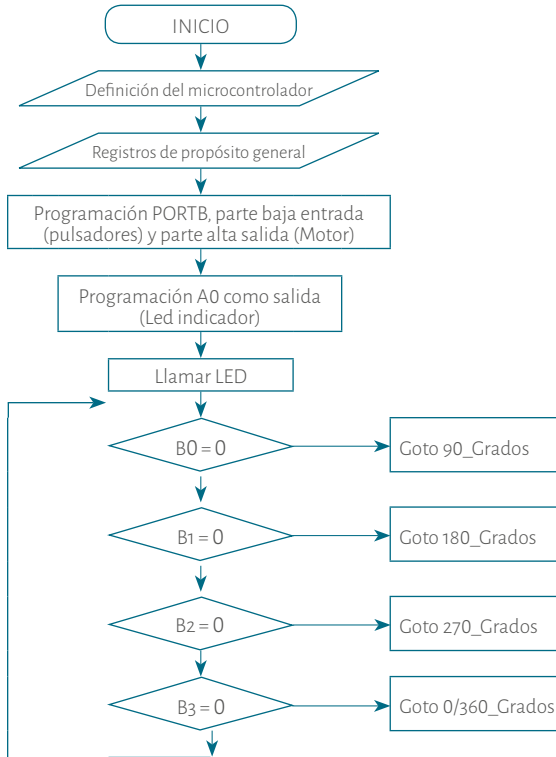 INICIO
Definición del microcontrolador
Registros de propósito general
Programación PORTB, parte baja entrada
(pulsadores) y parte alta salida (Motor)
Programación A0 como salida
(Led indicador)
Llamar LED
B0 = 0
Goto 90_Grados
B1 = 0
Goto 180_Grados
B2 = 0
Goto 270_Grados
B3 = 0
Goto 0/360_Grados